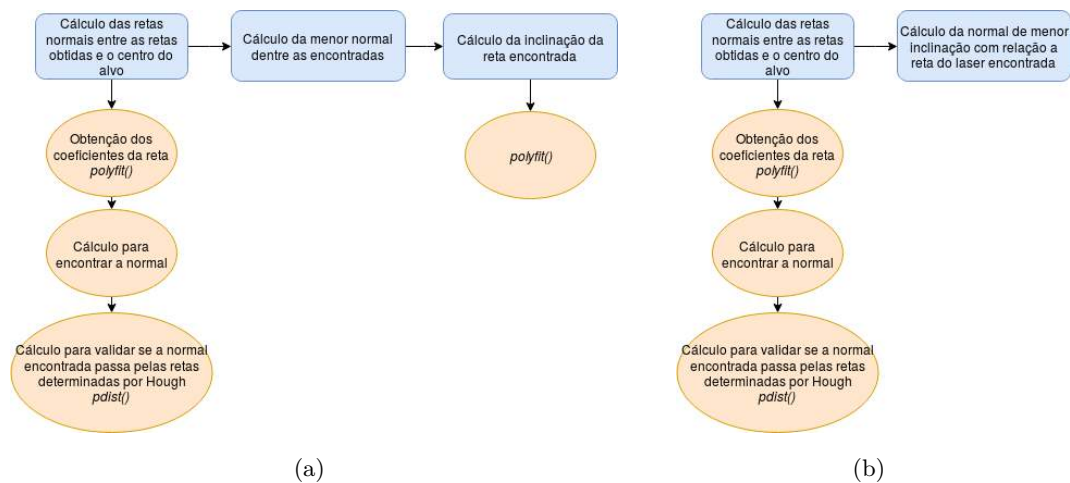 Cálculo das retas
normais entre as retas
obtidas e o centro do
alvo
Cálculo da menor normal
dentre as encontradas
Cálculo da inclinação da
reta encontrada
Obtenção dos
coeficientes da reta
polyfit()
polyfit()
Cálculo para
encontrar a normal
Cálculo para validar se a normal
encontrada passa pelas retas
determinadas por Hough
pdist()
(a)
Cálculo das retas
normais entre as retas
obtidas e o centro do
alvo
Cálculo da normal de menor
inclinação com relação a
reta do laser encontrada
Obtenção dos
coeficientes da reta
polyfit()
Cálculo para
encontrar a normal
Cálculo para validar se a normal
encontrada passa pelas retas
determinadas por Hough
pdist()
(b)